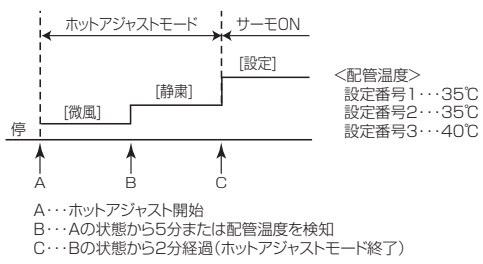 ホットアジャストモード サーモON
[設定]
[静粛]
[微風]
停
A B C
<配管温度>
設定番号1･･･35℃
設定番号2･･･35℃
設定番号3･･･40℃
A･･･ホットアジャスト開始
B･･･Aの状態から5分または配管温度を検知
C･･･Bの状態から2分経過(ホットアジャストモード終了)